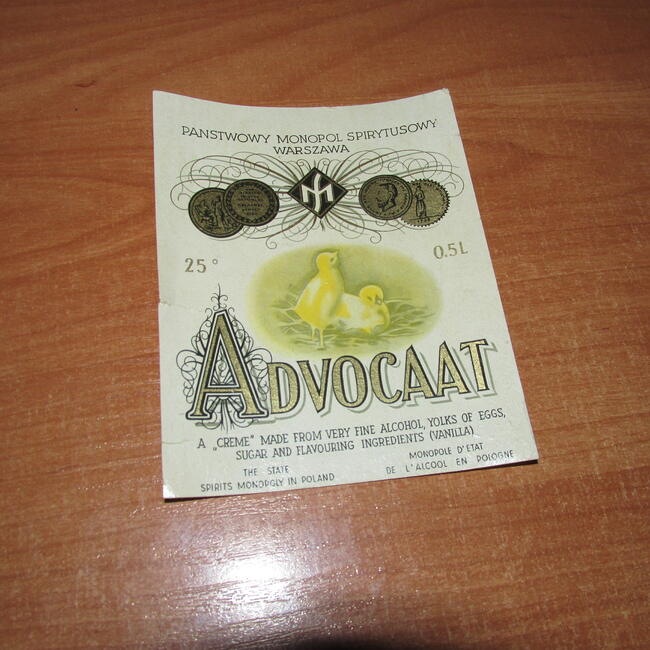 PANSTWOWY MONOPOL SPIRYTUSOWY
WARSZAWA
25° 0.5L
ADVOCAAT
A „CREME" MADE FROM VERY FINE ALCOHOL, YOLKS OF EGGS,
SUGAR AND FLAVOURING INGREDIENTS (VANILLA)
THE STATE
SPIRITS MONOPOLY IN POLAND
MONOPOLE D'ETAT
DE L'ALCOOL EN POLOGNE